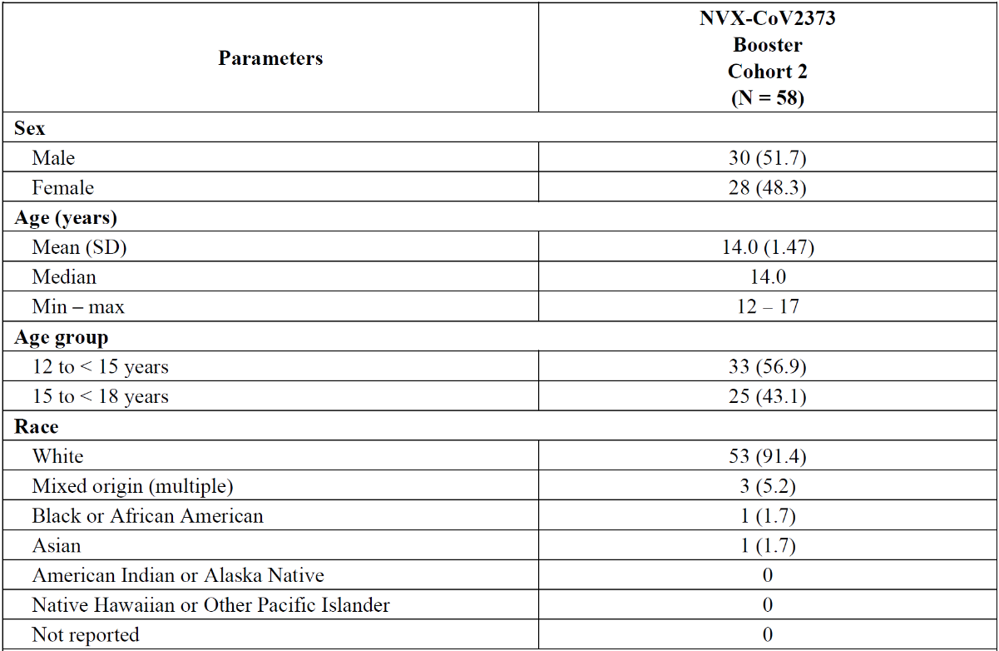 Parameters
NVX-CoV2373
Booster
Cohort 2
(N = 58)
Sex
Male 30 (51.7)
Female 28 (48.3)
Age (years)
Mean (SD) 14.0 (1.47)
Median 14.0
Min – max 12 – 17
Age group
12 to < 15 years 33 (56.9)
15 to < 18 years 25 (43.1)
Race
White 53 (91.4)
Mixed origin (multiple) 3 (5.2)
Black or African American 1 (1.7)
Asian 1 (1.7)
American Indian or Alaska Native 0
Native Hawaiian or Other Pacific Islander 0
Not reported 0